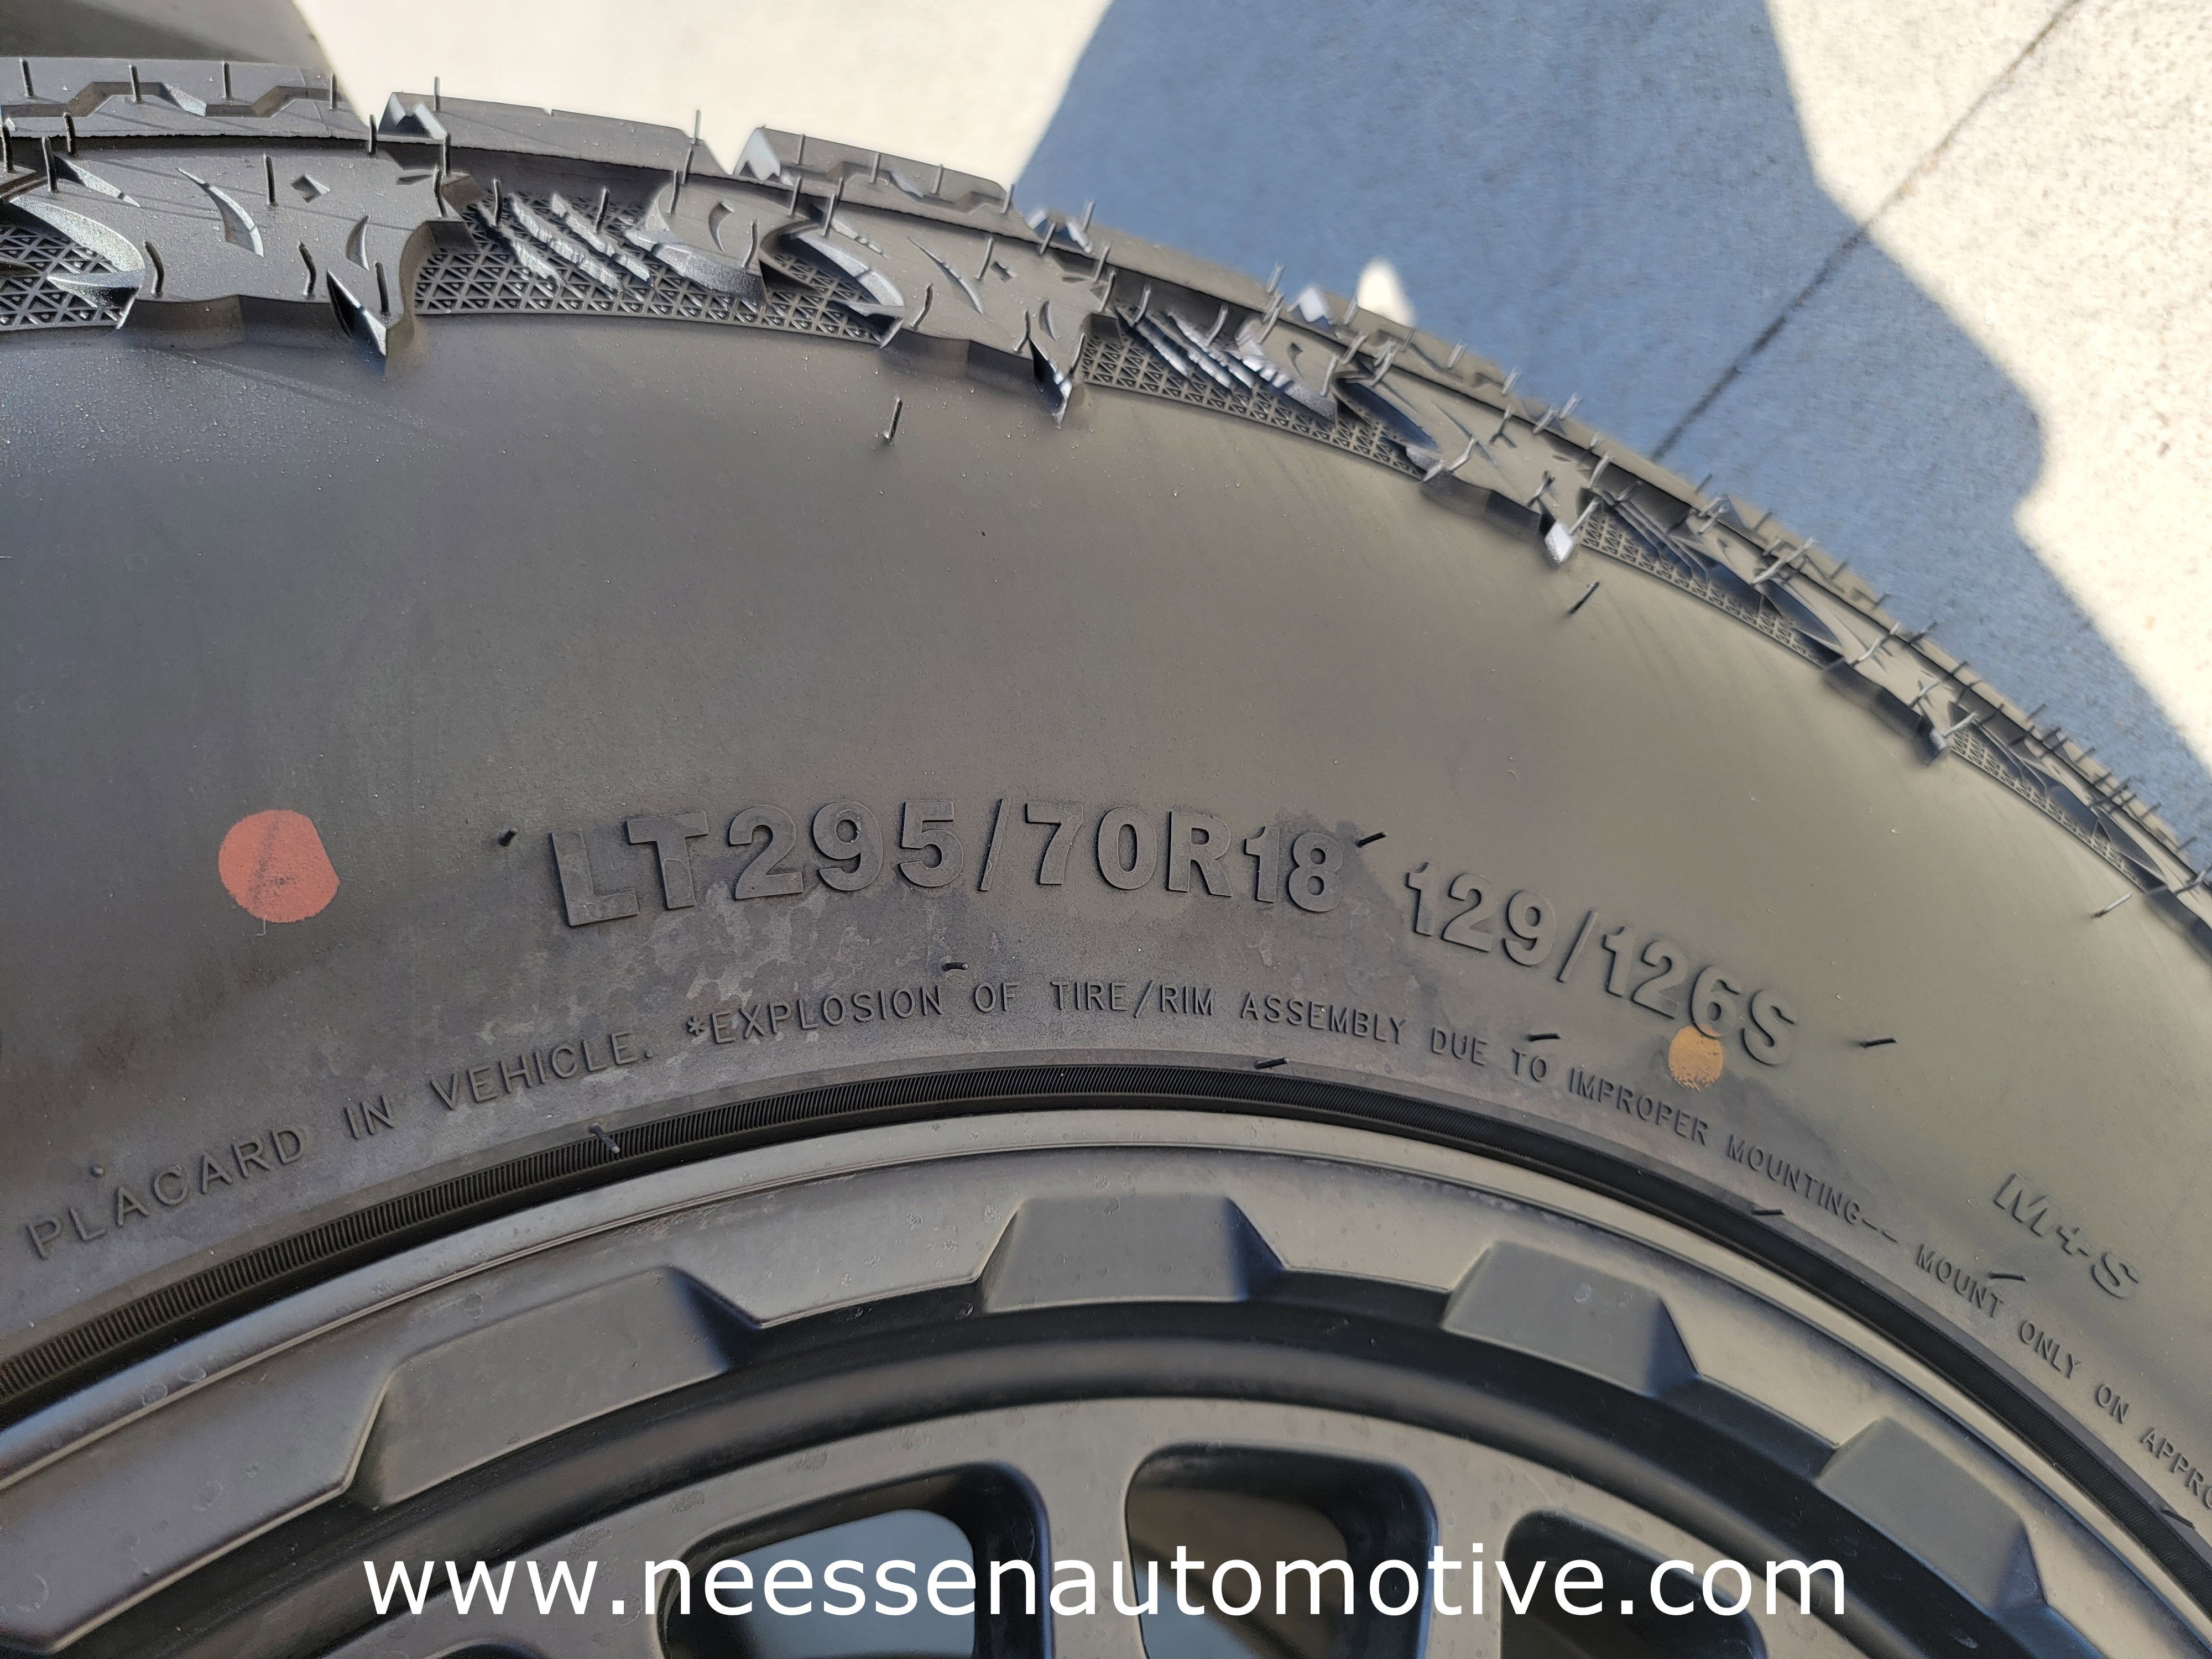 LT295/70R18 129/126S
PLACARD IN VEHICLE. *EXPLOSION OF TIRE/RIM ASSEMBLY DUE TO IMPROPER MOUNTING-- MOUNT ONLY ON
M+S
www.neessenautomotive.com